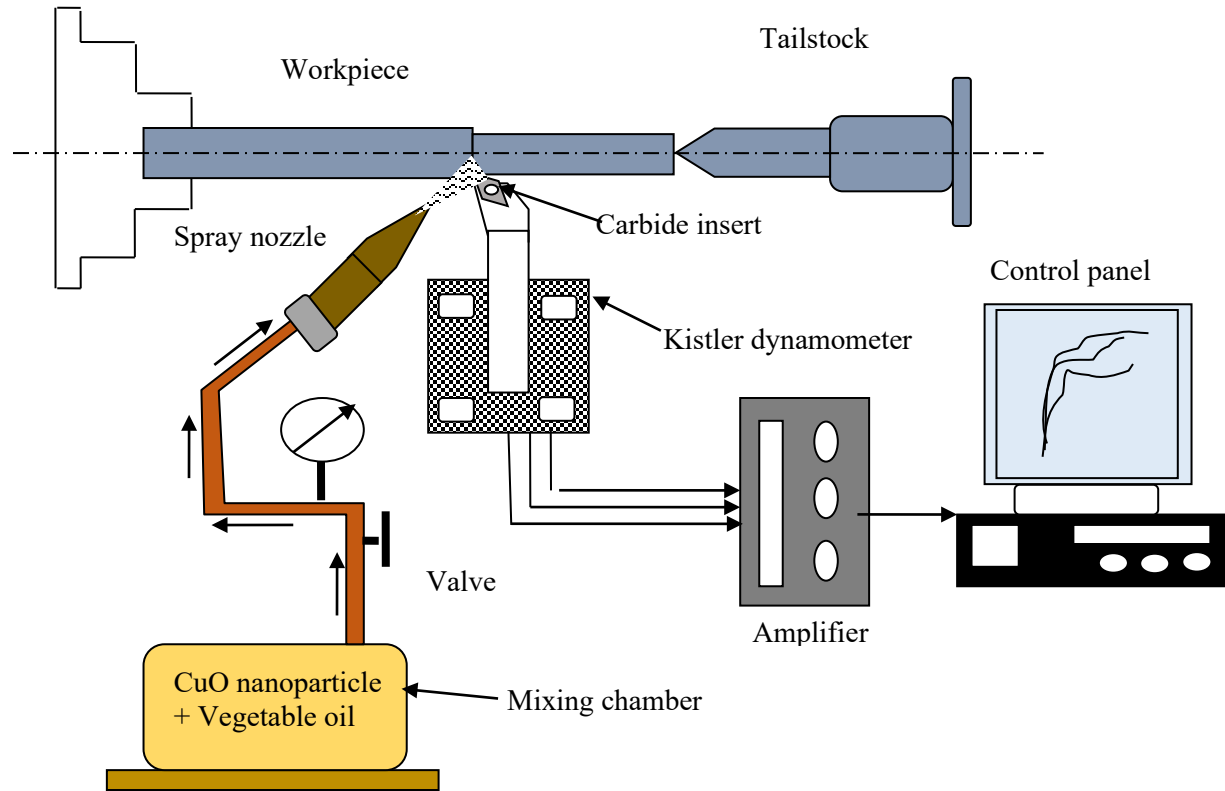 Tailstock
Workpiece
Carbide insert
Spray nozzle
Control panel
Kistler dynamometer
Valve
Amplifier
CuO nanoparticle
+ Vegetable oil
Mixing chamber